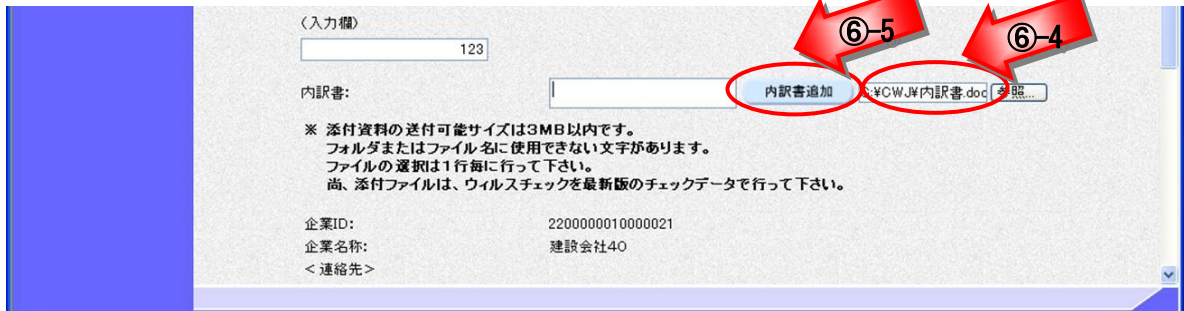 (入力欄)
⑥-5
⑥-4
123
内訳書:
内訳書追加
:¥CWJ¥内訳書.doc
参照...
※ 添付資料の送付可能サイズは3MB以内です。
フォルダまたはファイル名に使用できない文字があります。
ファイルの選択は1行毎に行って下さい。
尚、添付ファイルは、ウィルスチェックを最新版のチェックデータで行って下さい。
企業ID: 2200000010000021
企業名称: 建設会社40
<連絡先>